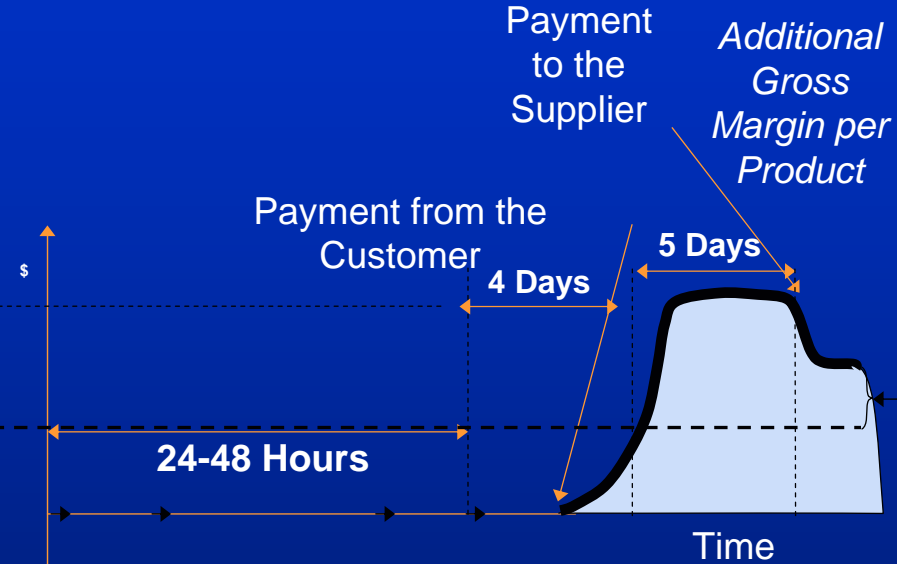 Payment
to the
Supplier
Additional
Gross
Margin per
Product
Payment from the
Customer
5 Days
$
4 Days
24-48 Hours
Time